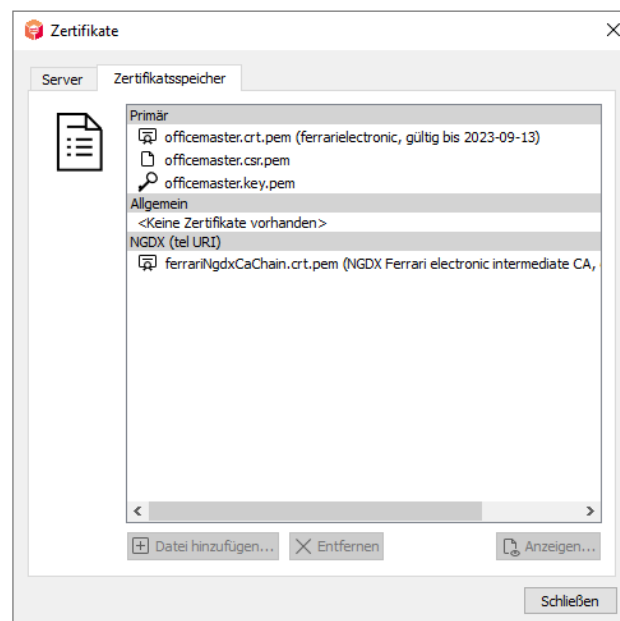 Zertifikate
Server Zertifikatsspeicher
Primär
officemaster.crt.pem (ferrarielectronic, gültig bis 2023-09-13)
officemaster.csr.pem
officemaster.key.pem
Allgemein
<Keine Zertifikate vorhanden>
NGDX (tel URI)
ferrariNgdxCaChain.crt.pem (NGDX Ferrari electronic intermediate CA,
Datei hinzufügen... Entfernen Anzeigen...
Schließen